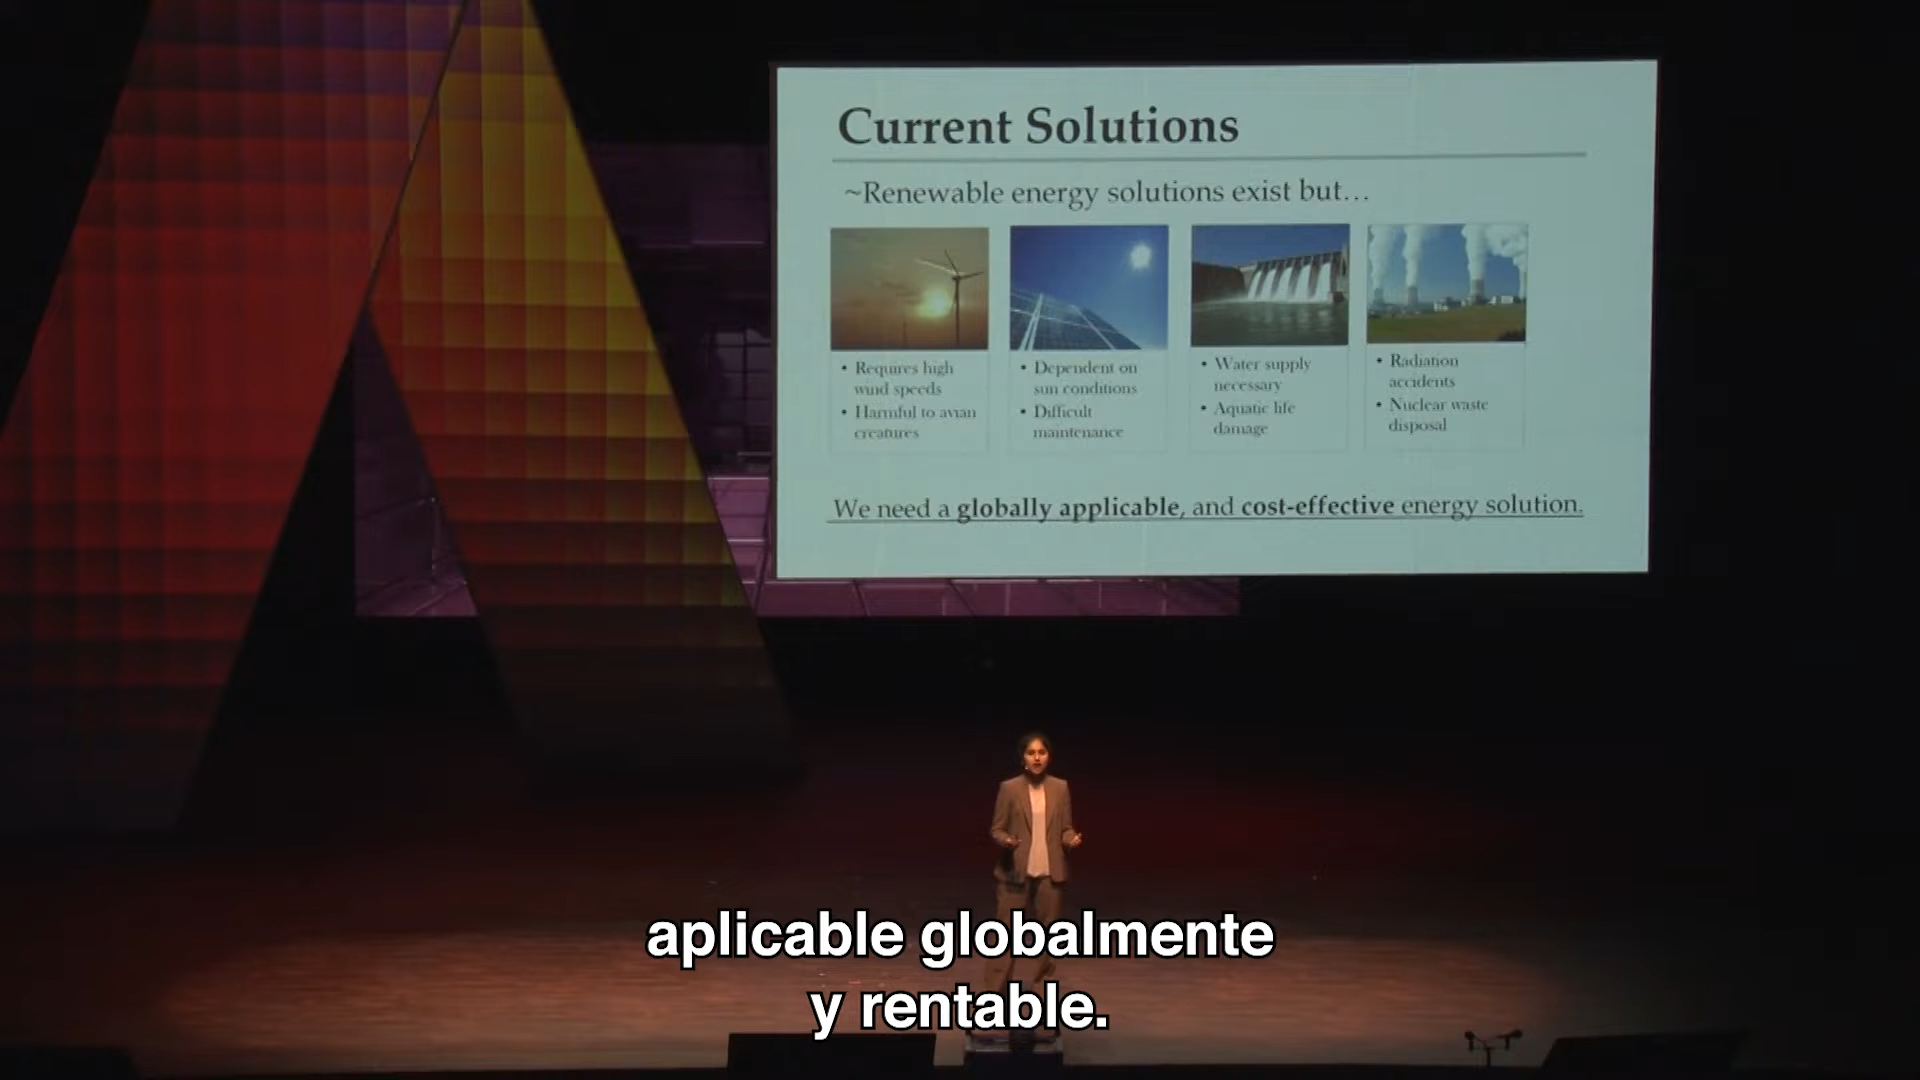 Current Solutions
~Renewable energy solutions exist but…
• Requires high
wind speeds
• Harmful to avian
creatures
• Dependent on
sun conditions
• Difficult
maintenance
• Water supply
necessary
• Aquatic life
damage
• Radiation
accidents
• Nuclear waste
disposal
We need a globally applicable, and cost-effective energy solution.
aplicable globalmente
y rentable.